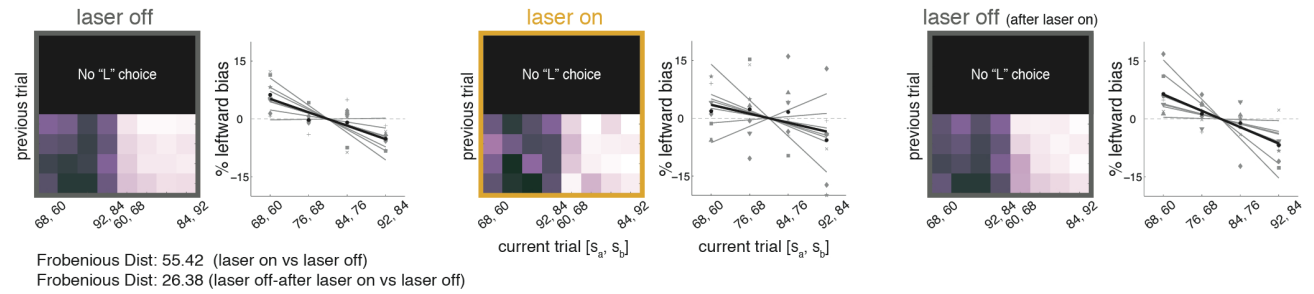 laser off
previous trial
No "L" choice
68, 60
92, 84
60, 68
84, 92
% leftward bias
15
0
−15
68, 60
76, 68
84, 76
92, 84
laser on
previous trial
No "L" choice
68, 60
92, 84
60, 68
84, 92
current trial [sa, sb]
% leftward bias
15
0
−15
68, 60
76, 68
84, 76
92, 84
current trial [sa, sb]
laser off (after laser on)
previous trial
No "L" choice
68, 60
92, 84
60, 68
84, 92
% leftward bias
15
0
−15
68, 60
76, 68
84, 76
92, 84
Frobenious Dist: 55.42 (laser on vs laser off)
Frobenious Dist: 26.38 (laser off-after laser on vs laser off)